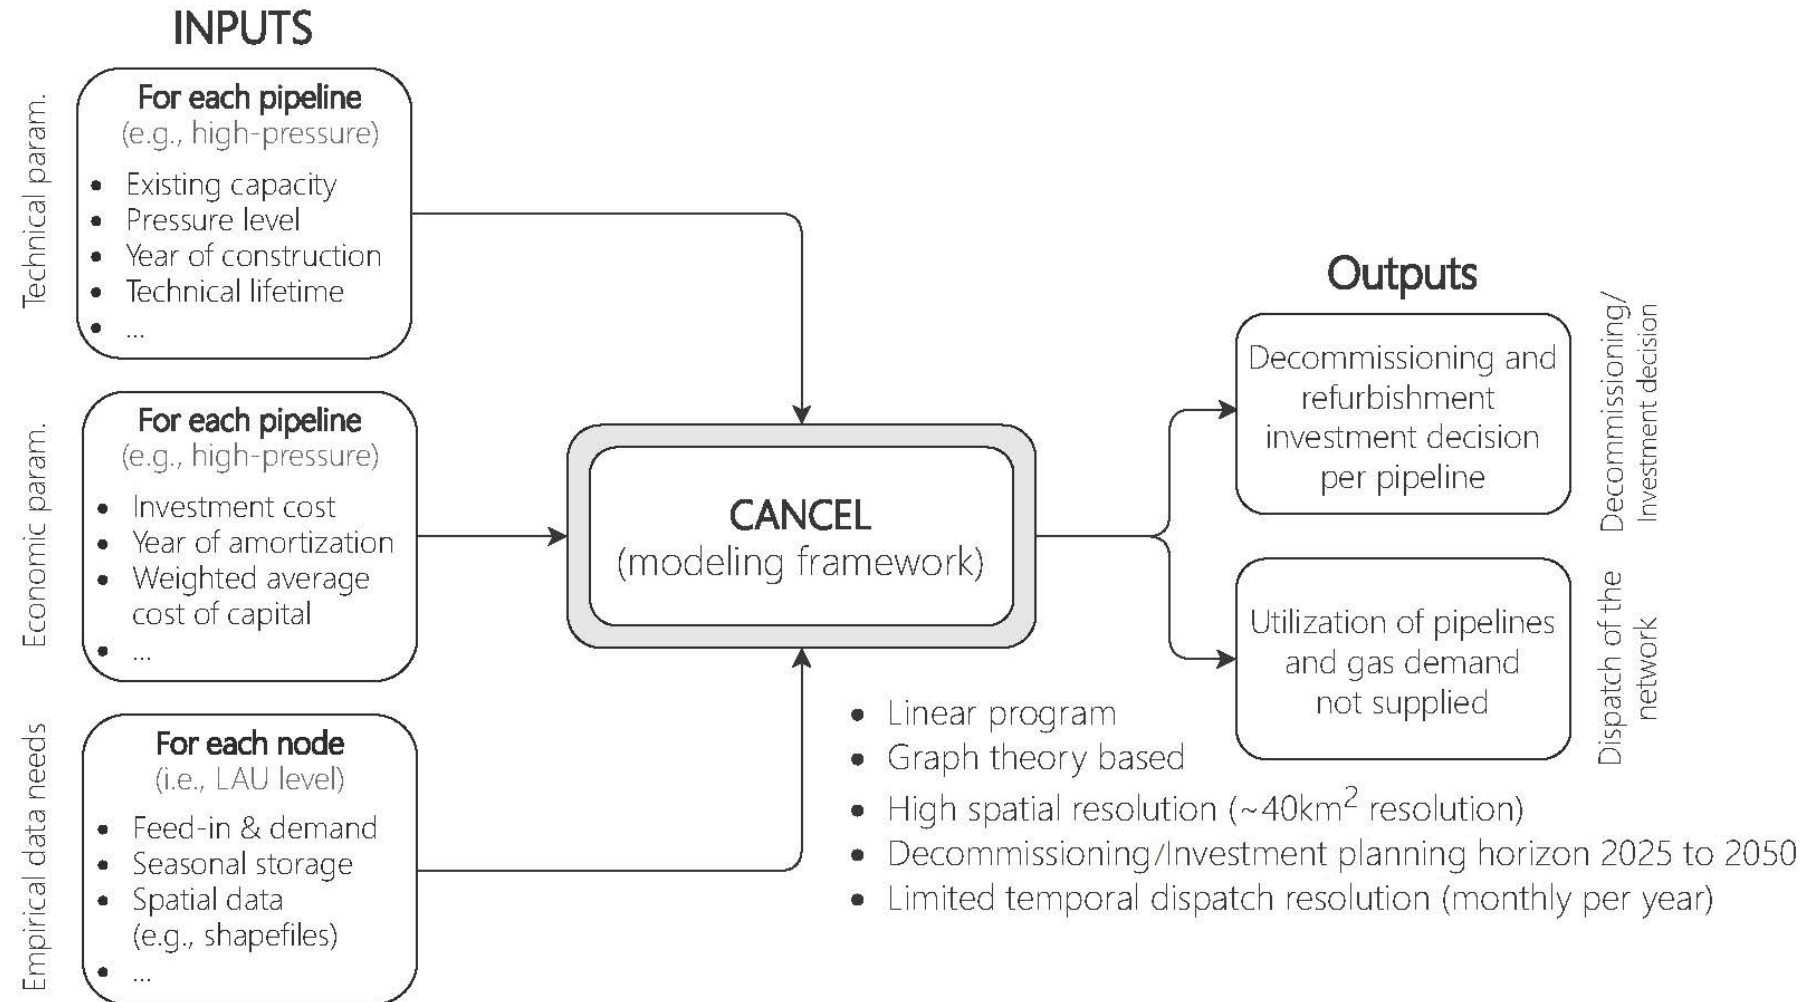 INPUTS
Technical param.
For each pipeline
(e.g., high-pressure)
• Existing capacity
• Pressure level
• Year of construction
• Technical lifetime
• ...
Economic param.
For each pipeline
(e.g., high-pressure)
• Investment cost
• Year of amortization
• Weighted average
cost of capital
• ...
Empirical data needs
For each node
(i.e., LAU level)
• Feed-in & demand
• Seasonal storage
• Spatial data
(e.g., shapefiles)
• ...
CANCEL
(modeling framework)
• Linear program
• Graph theory based
• High spatial resolution (~40km² resolution)
• Decommissioning/Investment planning horizon 2025 to 2050
• Limited temporal dispatch resolution (monthly per year)
Outputs
Decommissioning and
refurbishment
investment decision
per pipeline
Decommissioning/
Investment decision
Utilization of pipelines
and gas demand
not supplied
Dispatch of the
network